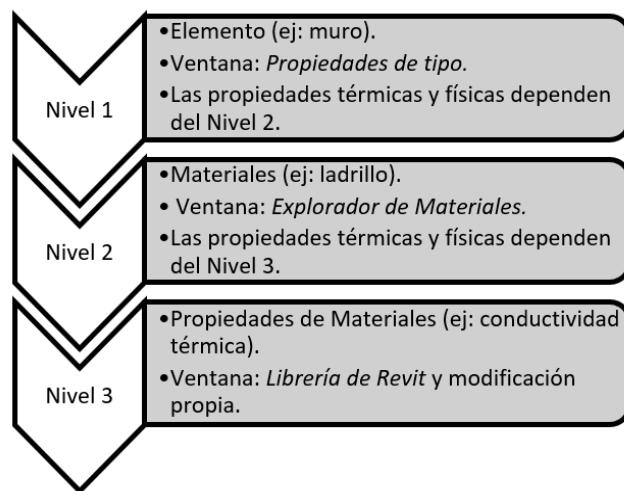 Nivel 1
•Elemento (ej: muro).
•Ventana: Propiedades de tipo.
•Las propiedades térmicas y físicas dependen
del Nivel 2.
Nivel 2
•Materiales (ej: ladrillo).
• Ventana: Explorador de Materiales.
•Las propiedades térmicas y físicas dependen
del Nivel 3.
Nivel 3
•Propiedades de Materiales (ej: conductividad
térmica).
•Ventana: Librería de Revit y modificación
propia.